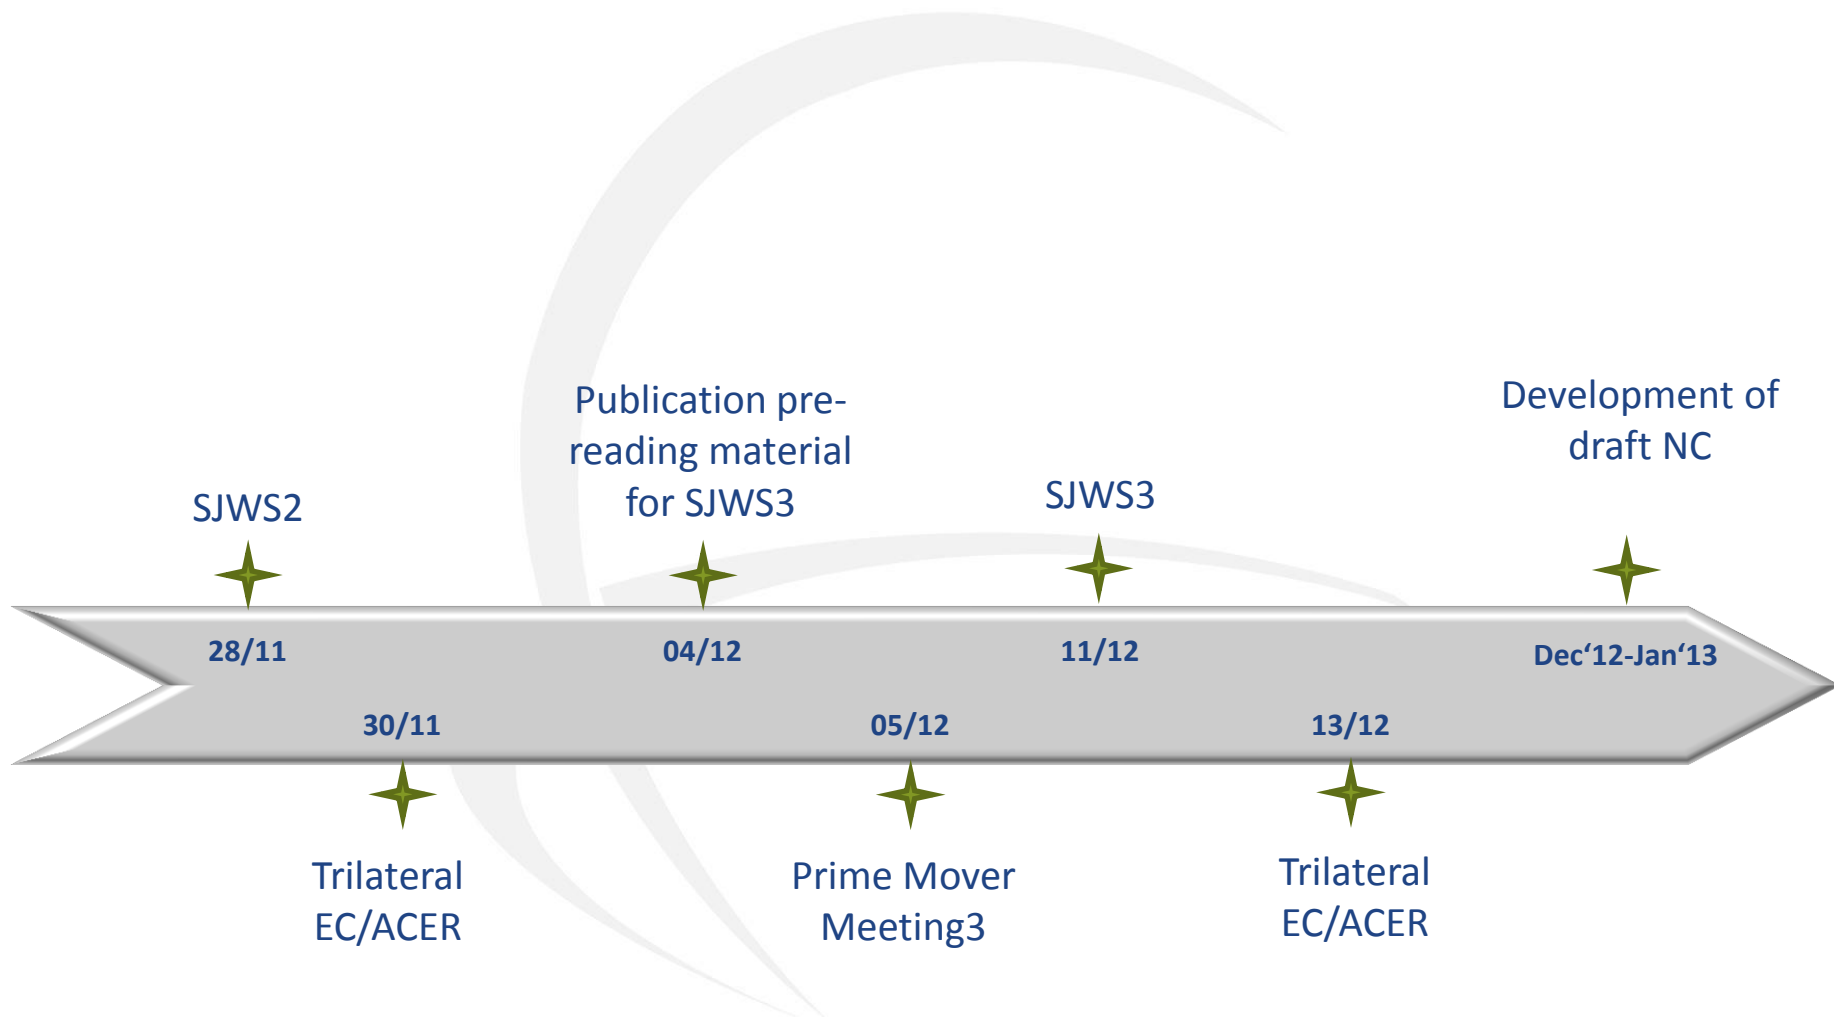 SJWS2
Publication pre-
reading material
for SJWS3
SJWS3
Development of
draft NC
28/11
04/12
11/12
Dec‘12-Jan‘13
30/11
05/12
13/12
Trilateral
EC/ACER
Prime Mover
Meeting3
Trilateral
EC/ACER